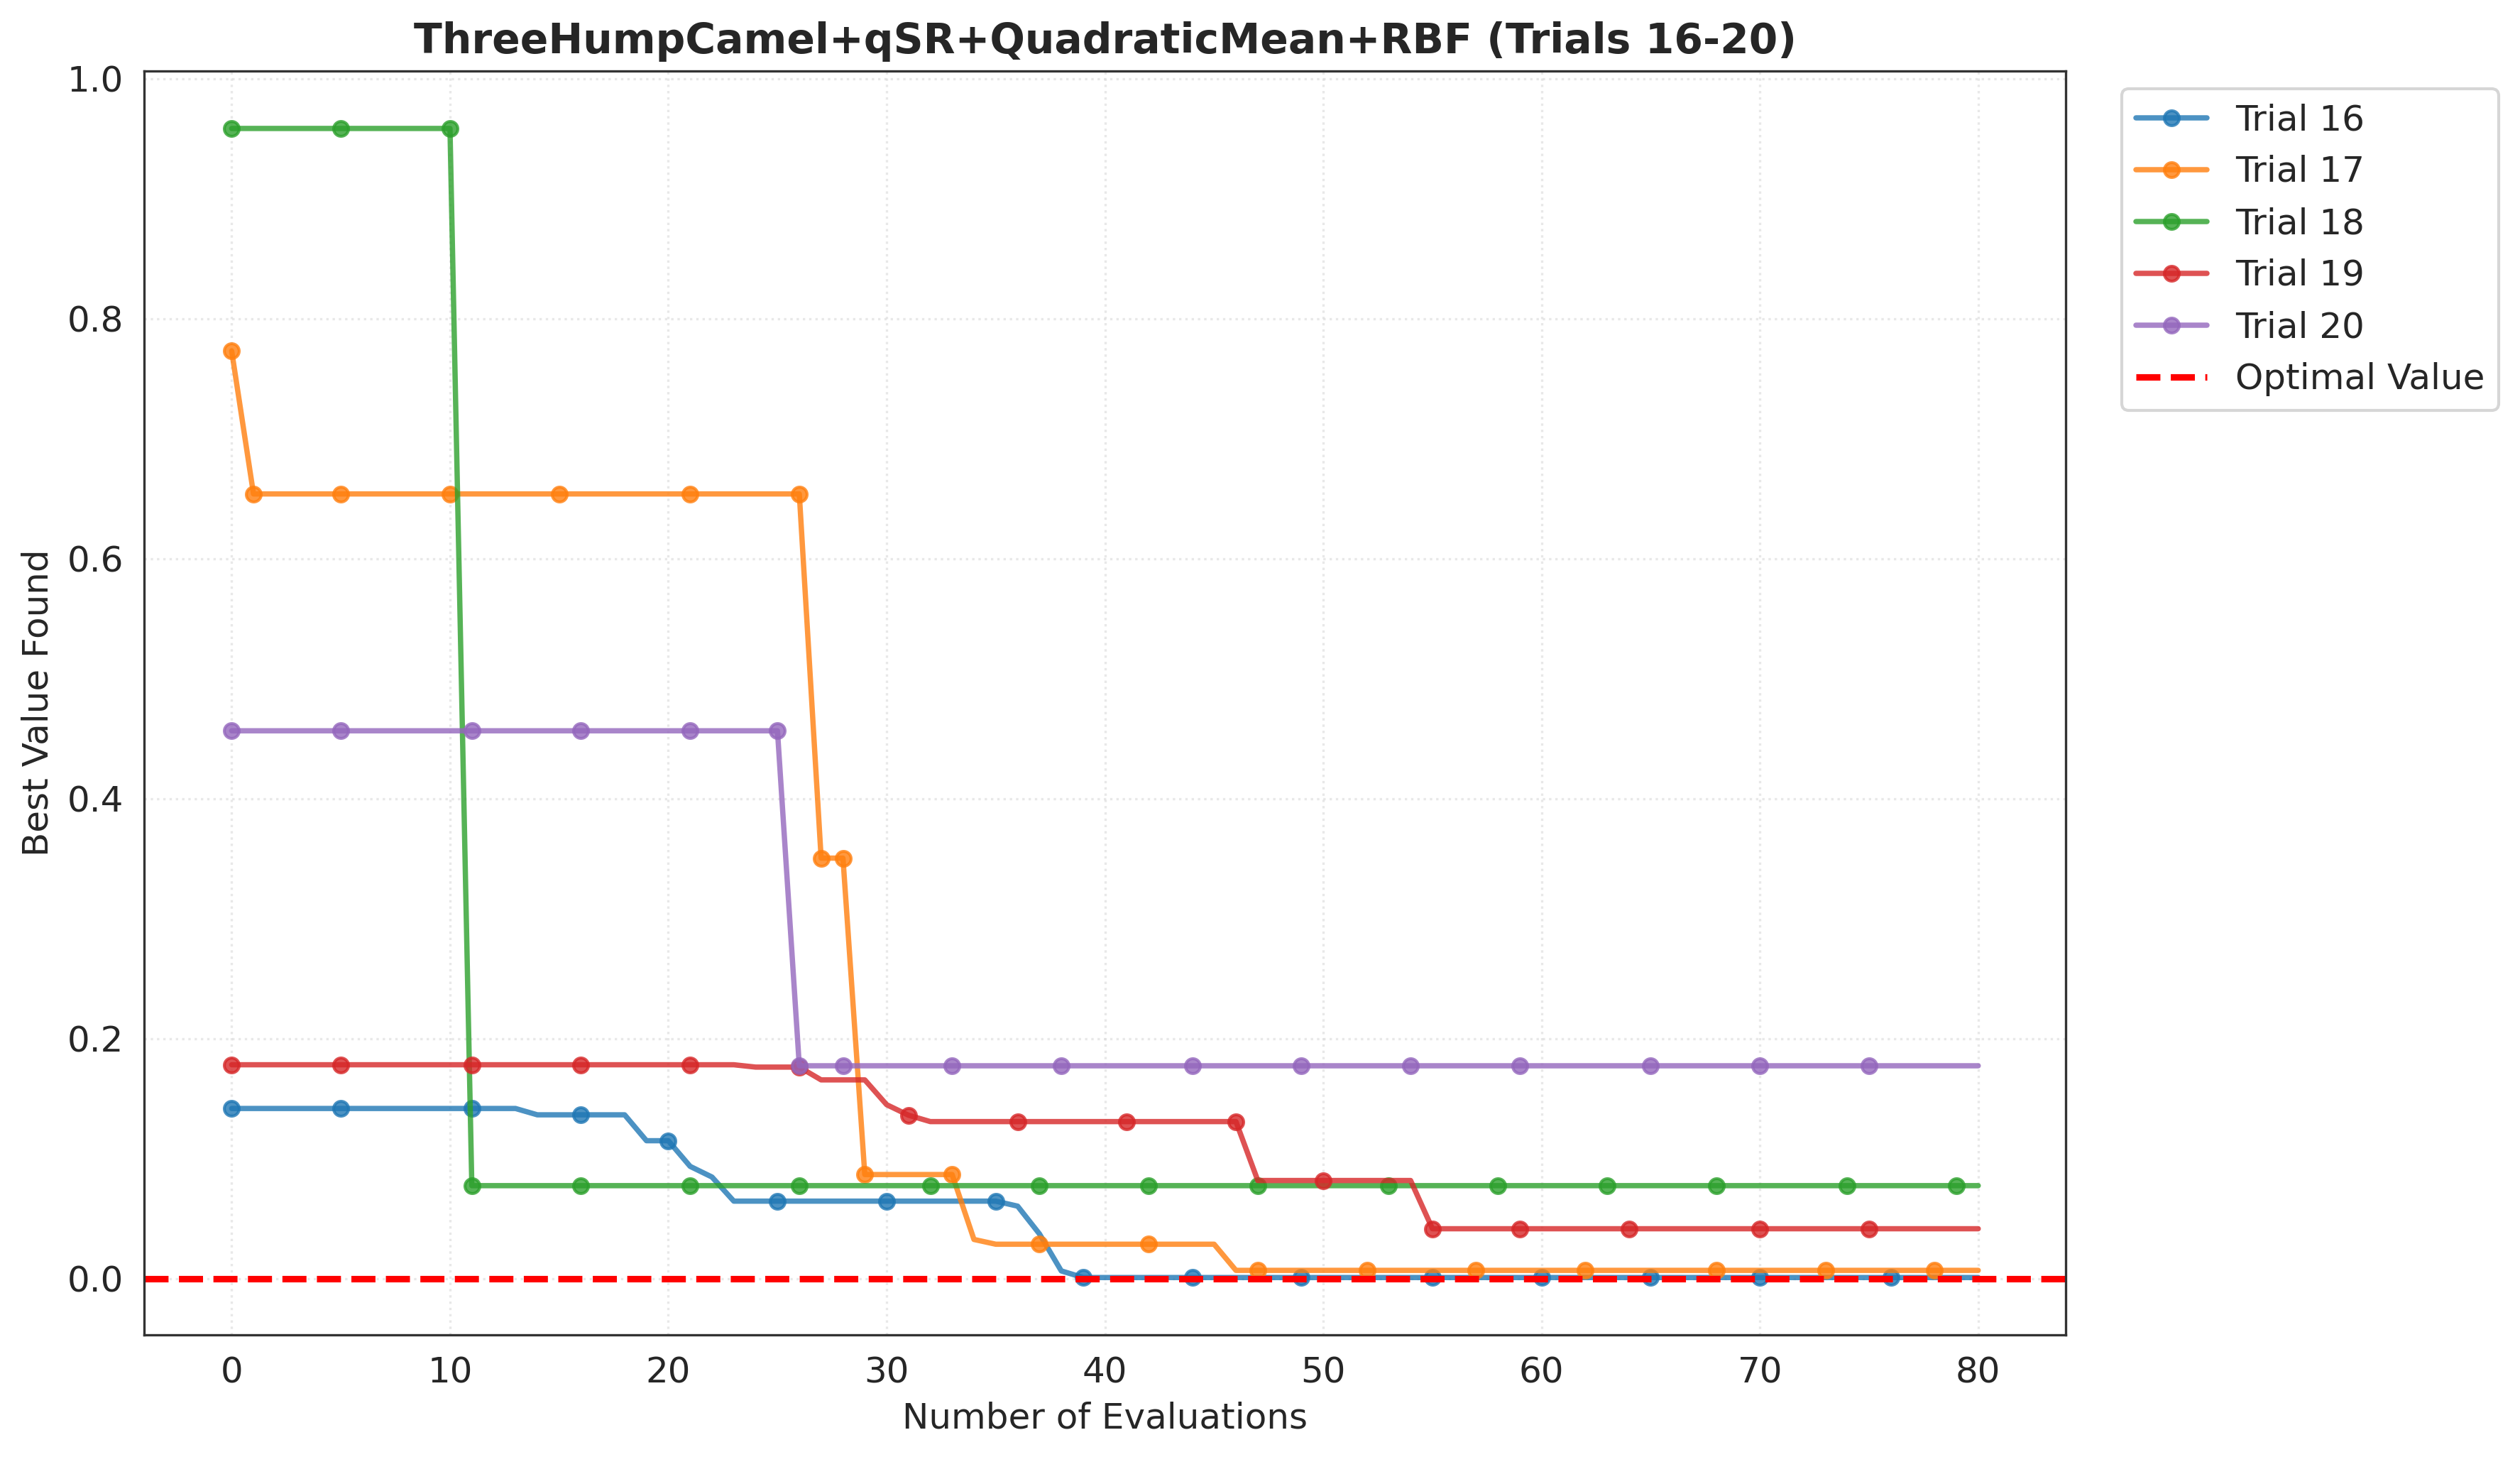 ThreeHumpCamel+qSR+QuadraticMean+RBF (Trials 16-20)
1.0
0.8
0.6
0.4
0.2
0.0
Best Value Found
0 10 20 30 40 50 60 70 80
Number of Evaluations
Trial 16
Trial 17
Trial 18
Trial 19
Trial 20
Optimal Value